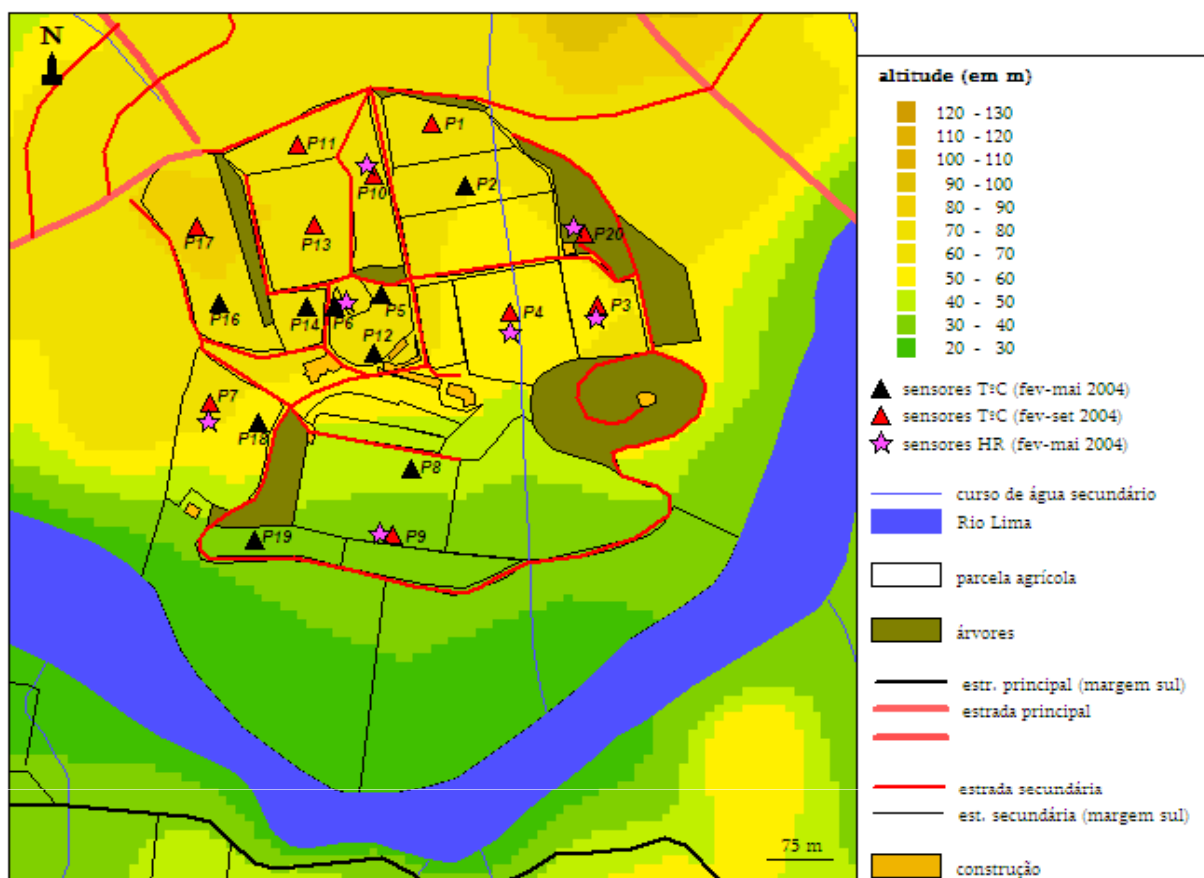 N
P1
P11
P2
P10
P20
P17
P13
P3
P4
P5
P16
P14
P6
P12
P7
P18
P8
P19
P9
75 m
altitude (em m)
120 - 130
110 - 120
100 - 110
90 - 100
80 - 90
70 - 80
60 - 70
50 - 60
40 - 50
30 - 40
20 - 30
sensores TºC (fev-mai 2004)
sensores TºC (fev-set 2004)
sensores HR (fev-mai 2004)
curso de água secundário
Rio Lima
parcela agrícola
árvores
estr. principal (margem sul)
estrada principal
estrada secundária
est. secundária (margem sul)
construção